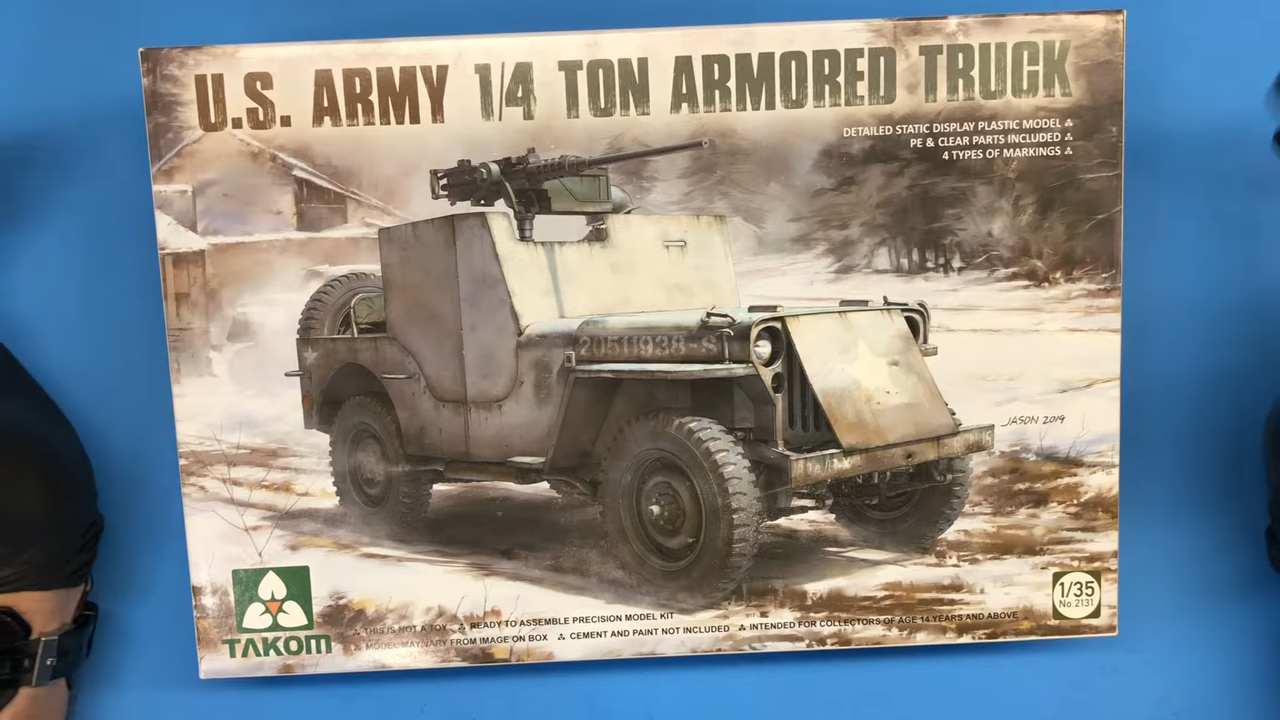 U.S. ARMY 1/4 TON ARMORED TRUCK
DETAILED STATIC DISPLAY PLASTIC MODEL
PE & CLEAR PARTS INCLUDED
4 TYPES OF MARKINGS
20511938-S
JASON 2019
TAKOM
THIS IS NOT A TOY READY TO ASSEMBLE PRECISION MODEL KIT
MODEL MAY VARY FROM IMAGE ON BOX CEMENT AND PAINT NOT INCLUDED INTENDED FOR COLLECTORS OF AGE 14 YEARS AND ABOVE
1/35
No.2131